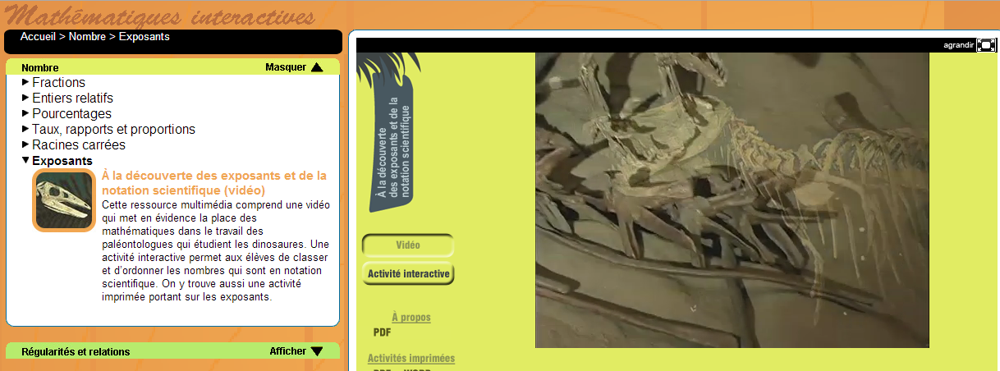 Mathématiques interactives
Accueil > Nombre > Exposants
Nombre
Masquer
Fractions
Entiers relatifs
Pourcentages
Taux, rapports et proportions
Racines carrées
Exposants
À la découverte des exposants et de la
notation scientifique (vidéo)
Cette ressource multimédia comprend une vidéo
qui met en évidence la place des
mathématiques dans le travail des
paléontologues qui étudient les dinosaures. Une
activité interactive permet aux élèves de classer
et d'ordonner les nombres qui sont en notation
scientifique. On y trouve aussi une activité
imprimée portant sur les exposants.
Régularités et relations
Afficher
agrandir
À la découverte
des exposants et de la
notation scientifique
Vidéo
Activité interactive
À propos
PDF
Activités imprimées
PDF WORD